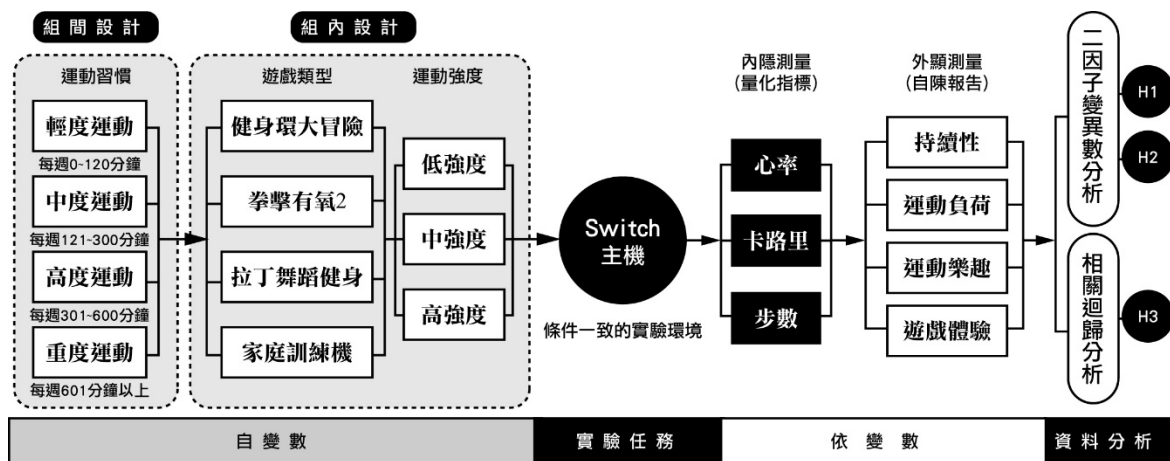 組間設計
運動習慣
輕度運動
每週0~120分鐘
中度運動
每週121~300分鐘
高度運動
每週301~600分鐘
重度運動
每週601分鐘以上
組內設計
遊戲類型
健身環大冒險
拳擊有氧2
拉丁舞蹈健身
家庭訓練機
運動強度
低強度
中強度
高強度
Switch
主機
條件一致的實驗環境
內隱測量
(量化指標)
心率
卡路里
步數
外顯測量
(自陳報告)
持續性
運動負荷
運動樂趣
遊戲體驗
二因子變異數分析
H1
H2
相關迴歸分析
H3
自變數
實驗任務
依變數
資料分析